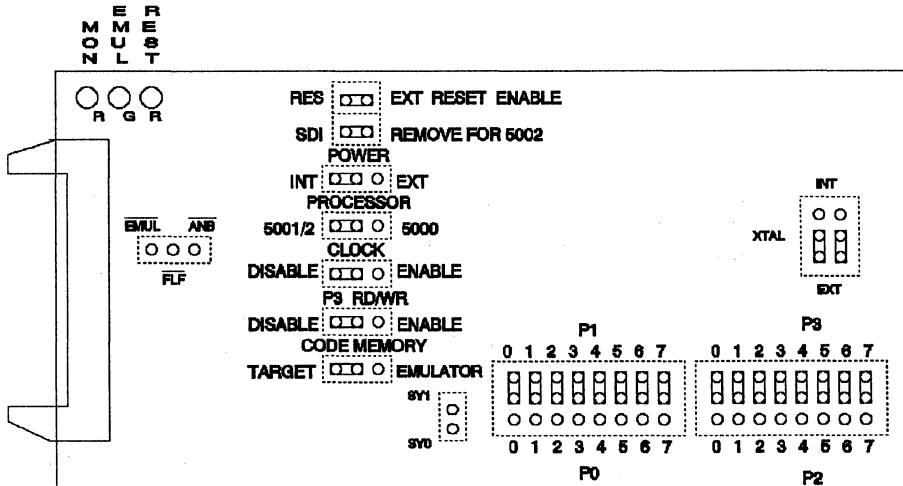 MON EMUL REST
R G R
RES EXT RESET ENABLE
SDI REMOVE FOR 5002
POWER
INT EXT
PROCESSOR
5001/2 5000
CLOCK
DISABLE ENABLE
P3 RD/WR
DISABLE ENABLE
CODE MEMORY
TARGET EMULATOR
EMUL ANB
FLF
INT
XTAL
EXT
SY1
SY0
P1
0 1 2 3 4 5 6 7
0 1 2 3 4 5 6 7
P0
P3
0 1 2 3 4 5 6 7
0 1 2 3 4 5 6 7
P2